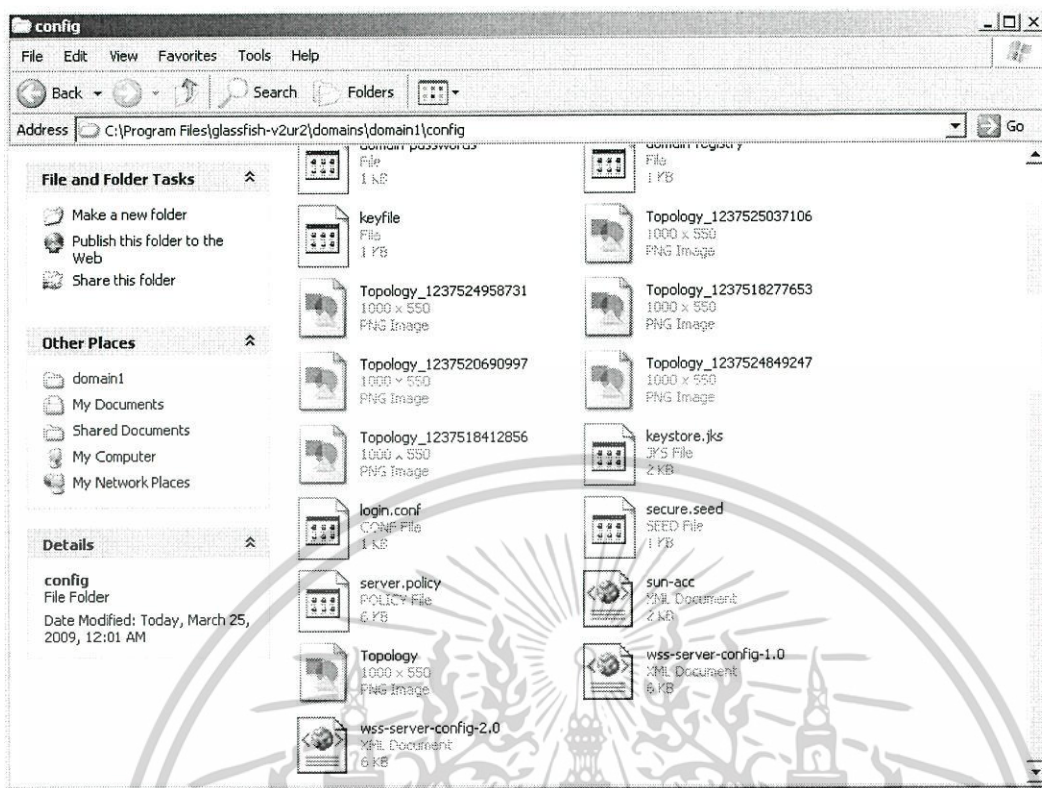 config
File Edit View Favorites Tools Help
Back Search Folders
Address C:\Program Files\glassfish-v2ur2\domains\domain1\config Go
File and Folder Tasks
Make a new folder
Publish this folder to the
Web
Share this folder
Other Places
domain1
My Documents
Shared Documents
My Computer
My Network Places
Details
config
File Folder
Date Modified: Today, March 25,
2009, 12:01 AM
domain-passwords
File
1 KB
domain-registry
File
1 KB
keyfile
File
1 KB
Topology_1237525037106
1000 x 550
PNG Image
Topology_1237524958731
1000 x 550
PNG Image
Topology_1237518277653
1000 x 550
PNG Image
Topology_1237520690997
1000 x 550
PNG Image
Topology_1237524849247
1000 x 550
PNG Image
Topology_1237518412856
1000 x 550
PNG Image
keystore.jks
JKS File
2 KB
login.conf
CONF File
1 KB
secure.seed
SEED File
1 KB
server.policy
POLICY File
6 KB
sun-acc
XML Document
2 KB
Topology
1000 x 550
PNG Image
wss-server-config-1.0
XML Document
6 KB
wss-server-config-2.0
XML Document
6 KB